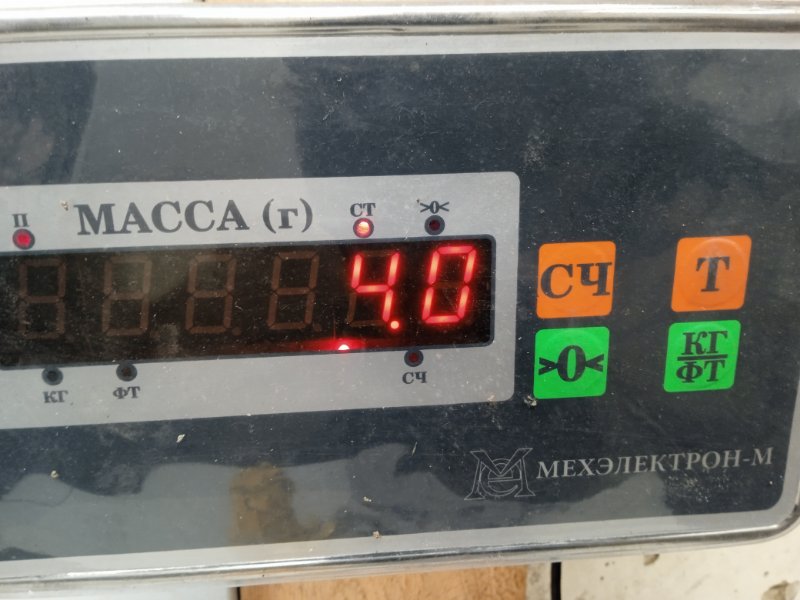 П МАССА (г) СТ >0<
4.0
КГ ФТ СЧ
СЧ Т
>0< КГ
ФТ
МЕХЭЛЕКТРОН-М